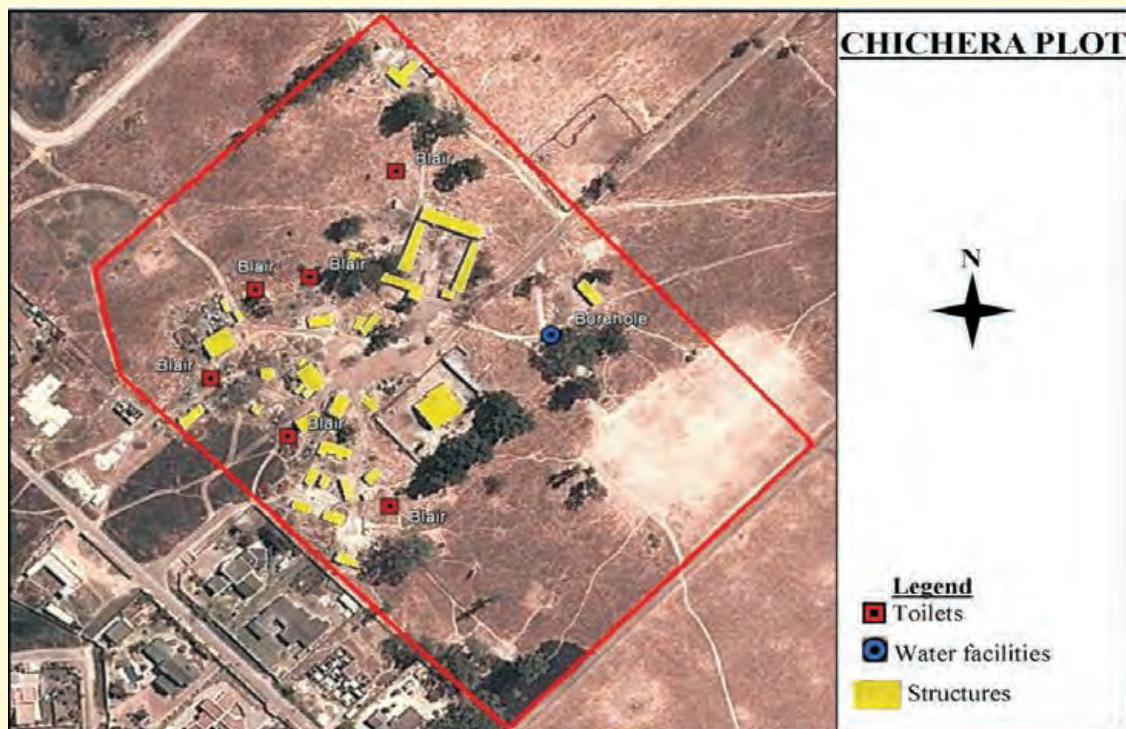 CHICHERA PLOT
Blair
Blair
Blair
Borehole
Blair
Blair
Blair
N
Legend
Toilets
Water facilities
Structures